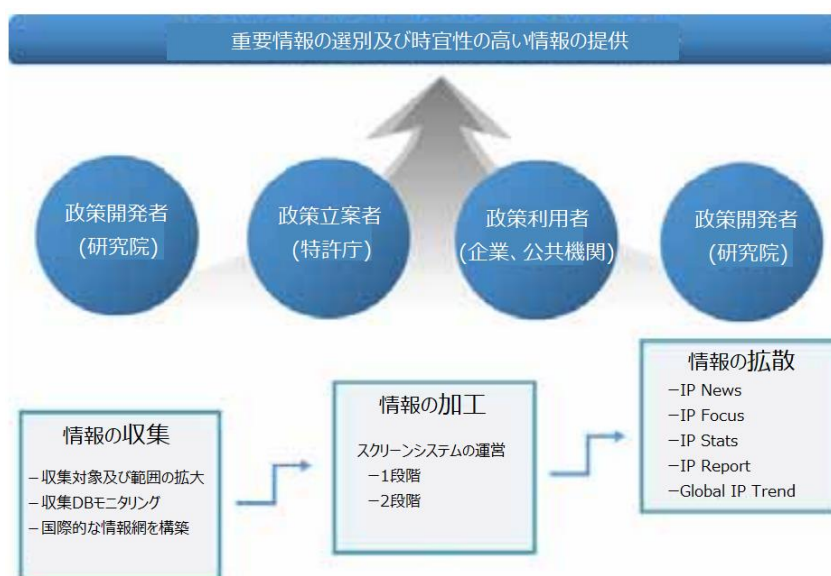 重要情報の選別及び時宜性の高い情報の提供
政策開発者
(研究院)
政策立案者
(特許庁)
政策利用者
(企業、公共機関)
政策開発者
(研究院)
情報の収集
－収集対象及び範囲の拡大
－収集DBモニタリング
－国際的な情報網を構築
情報の加工
スクリーンシステムの運営
－1段階
－2段階
情報の拡散
－IP News
－IP Focus
－IP Stats
－IP Report
－Global IP Trend